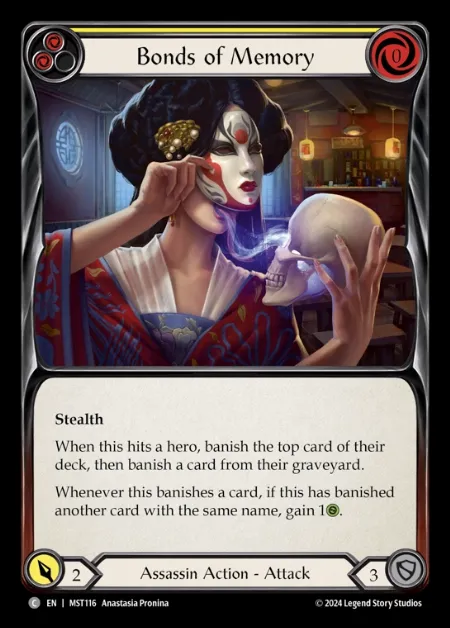 Bonds of Memory
0
Stealth
When this hits a hero, banish the top card of their
deck, then banish a card from their graveyard.
Whenever this banishes a card, if this has banished
another card with the same name, gain 1.
2
Assassin Action - Attack
3
C EN | MST116 Anastasia Pronina
© 2024 Legend Story Studios